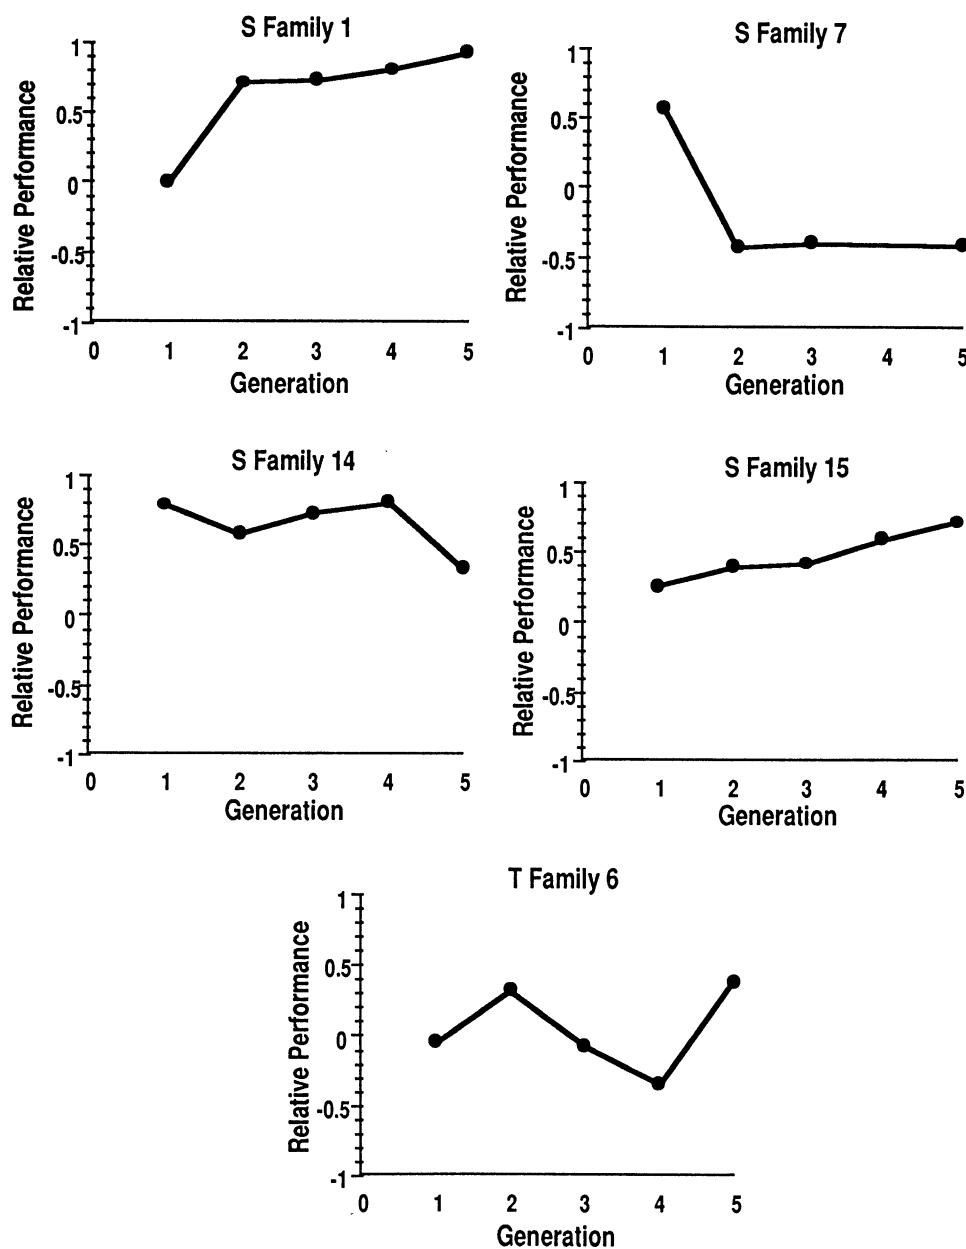 S Family 1
1
0.5
0
-0.5
-1
Relative Performance
0 1 2 3 4 5
Generation
S Family 7
1
0.5
0
-0.5
-1
Relative Performance
0 1 2 3 4 5
Generation
S Family 14
1
0.5
0
-0.5
-1
Relative Performance
0 1 2 3 4 5
Generation
S Family 15
1
0.5
0
-0.5
-1
Relative Performance
0 1 2 3 4 5
Generation
T Family 6
1
0.5
0
-0.5
-1
Relative Performance
0 1 2 3 4 5
Generation